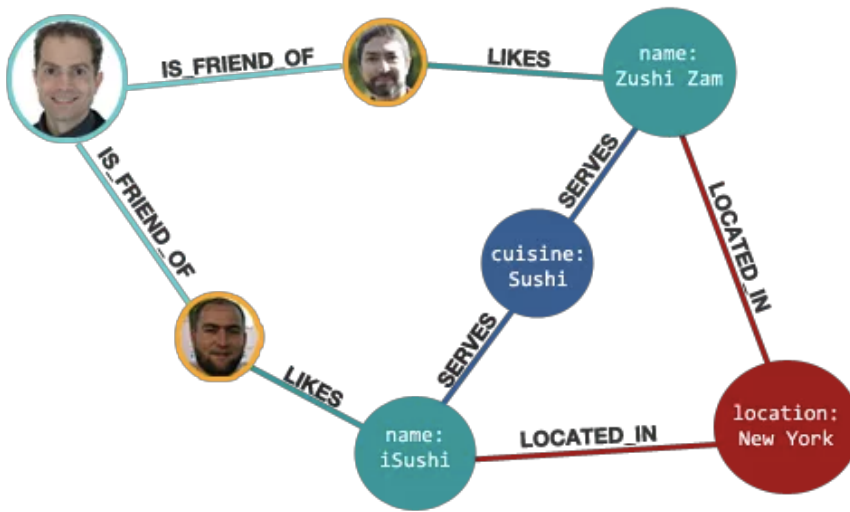 IS_FRIEND_OF
LIKES
name:
Zushi Zam
IS_FRIEND_OF
SERVES
LOCATED_IN
cuisine:
Sushi
SERVES
LIKES
name:
iSushi
LOCATED_IN
location:
New York